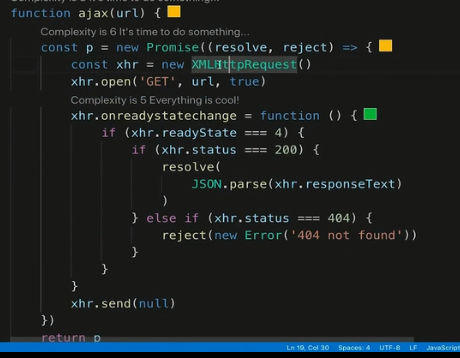 function ajax(url) {
Complexity is 6 It's time to do something...
const p = new Promise((resolve, reject) => {
const xhr = new XMLHttpRequest()
xhr.open('GET', url, true)
Complexity is 5 Everything is cool!
xhr.onreadystatechange = function () {
if (xhr.readyState === 4) {
if (xhr.status === 200) {
resolve(
JSON.parse(xhr.responseText)
)
} else if (xhr.status === 404) {
reject(new Error('404 not found'))
}
}
}
xhr.send(null)
})
return p
Ln 19, Col 30 Spaces: 4 UTF-8 LF JavaScript